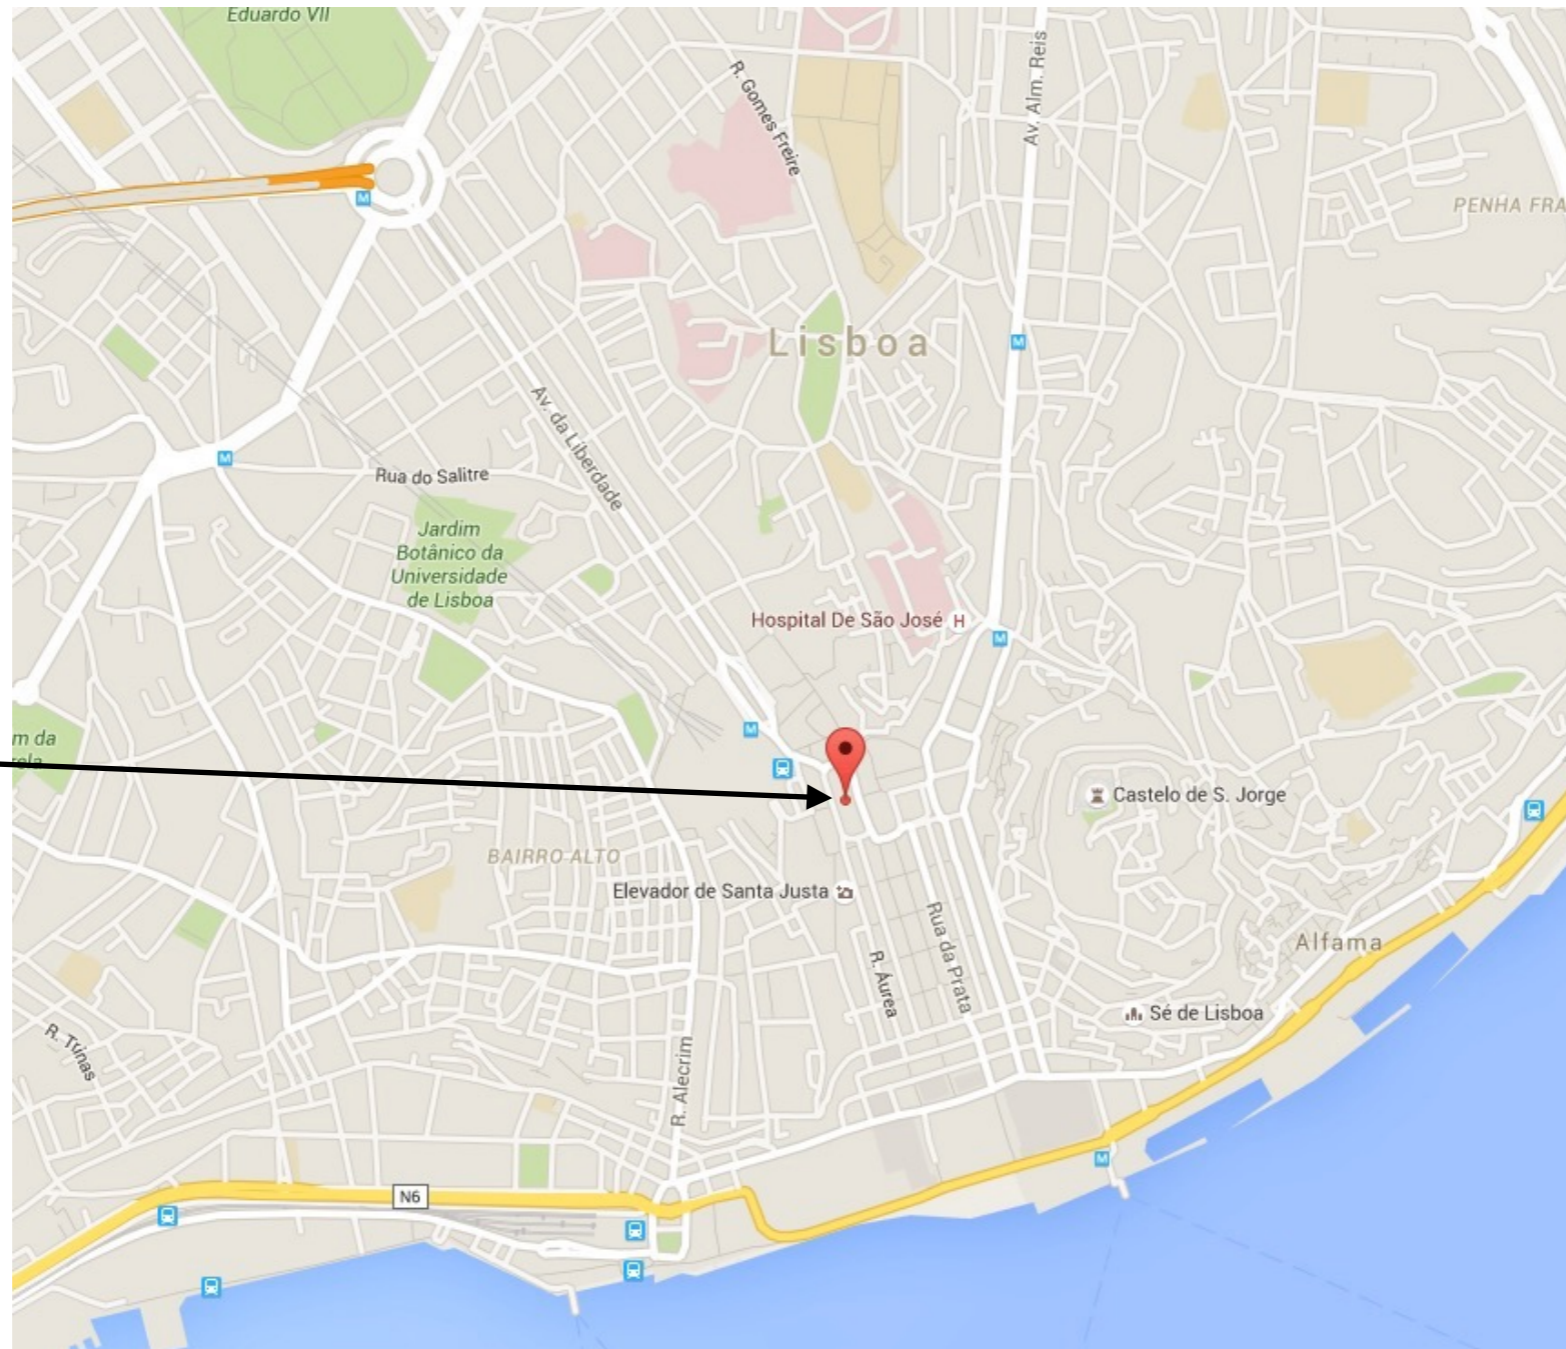 Eduardo VII
R. Gomes Freire
Av. Alm. Reis
M
PENHA FRA
Lisboa
M
Av. da Liberdade
M
Rua do Salitre
Jardim
Botânico da
Universidade
de Lisboa
Hospital De São José H
M
M
m da
rela
Castelo de S. Jorge
BAIRRO ALTO
Elevador de Santa Justa
Rua da Prata
R. Áurea
Alfama
Sé de Lisboa
R. Trinas
R. Alecrim
M
N6